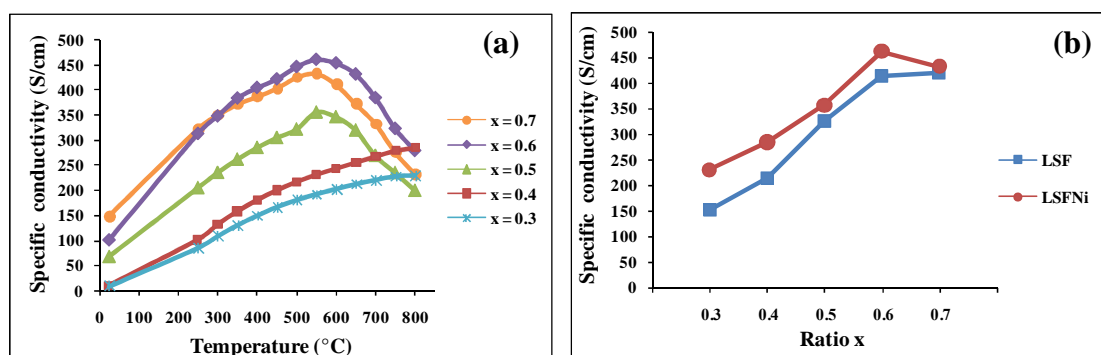 (a)
Specific conductivity (S/cm)
500
450
400
350
300
250
200
150
100
50
0
0 100 200 300 400 500 600 700 800
Temperature (°C)
x = 0.7
x = 0.6
x = 0.5
x = 0.4
x = 0.3
(b)
Specific conductivity (S/cm)
500
450
400
350
300
250
200
150
100
50
0
0.3 0.4 0.5 0.6 0.7
Ratio x
LSF
LSFNi